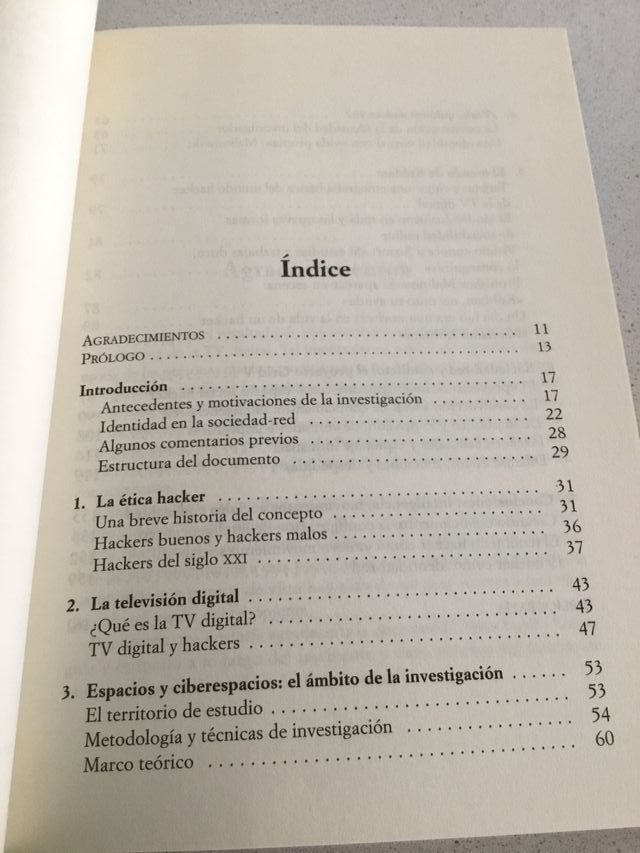 Índice
AGRADECIMIENTOS . . . . . . . . . . . . . . . . . . . . . . . . . . . . . . . 11
PRÓLOGO . . . . . . . . . . . . . . . . . . . . . . . . . . . . . . . . . . . . . 13
Introducción . . . . . . . . . . . . . . . . . . . . . . . . . . . . . . . . . . 17
Antecedentes y motivaciones de la investigación . . . . . . . . . . . 17
Identidad en la sociedad-red . . . . . . . . . . . . . . . . . . . . . . . 22
Algunos comentarios previos . . . . . . . . . . . . . . . . . . . . . . . 28
Estructura del documento . . . . . . . . . . . . . . . . . . . . . . . . . 29
1. La ética hacker . . . . . . . . . . . . . . . . . . . . . . . . . . . . . . 31
Una breve historia del concepto . . . . . . . . . . . . . . . . . . . . . 31
Hackers buenos y hackers malos . . . . . . . . . . . . . . . . . . . . . 36
Hackers del siglo XXI . . . . . . . . . . . . . . . . . . . . . . . . . . . . 37
2. La televisión digital . . . . . . . . . . . . . . . . . . . . . . . . . . . 43
¿Qué es la TV digital? . . . . . . . . . . . . . . . . . . . . . . . . . . . 43
TV digital y hackers . . . . . . . . . . . . . . . . . . . . . . . . . . . . . 47
3. Espacios y ciberespacios: el ámbito de la investigación . . . . . . 53
El territorio de estudio . . . . . . . . . . . . . . . . . . . . . . . . . . . 53
Metodología y técnicas de investigación . . . . . . . . . . . . . . . . 54
Marco teórico . . . . . . . . . . . . . . . . . . . . . . . . . . . . . . . . . 60